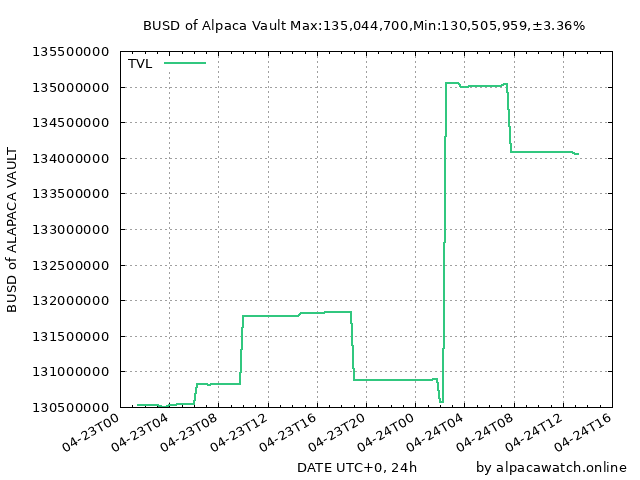 BUSD of Alpaca Vault Max:135,044,700,Min:130,505,959,±3.36%
TVL
135500000
135000000
134500000
134000000
133500000
133000000
132500000
132000000
131500000
131000000
130500000
BUSD of ALAPACA VAULT
04-23T00
04-23T04
04-23T08
04-23T12
04-23T16
04-23T20
04-24T00
04-24T04
04-24T08
04-24T12
04-24T16
DATE UTC+0, 24h
by alpacawatch.online